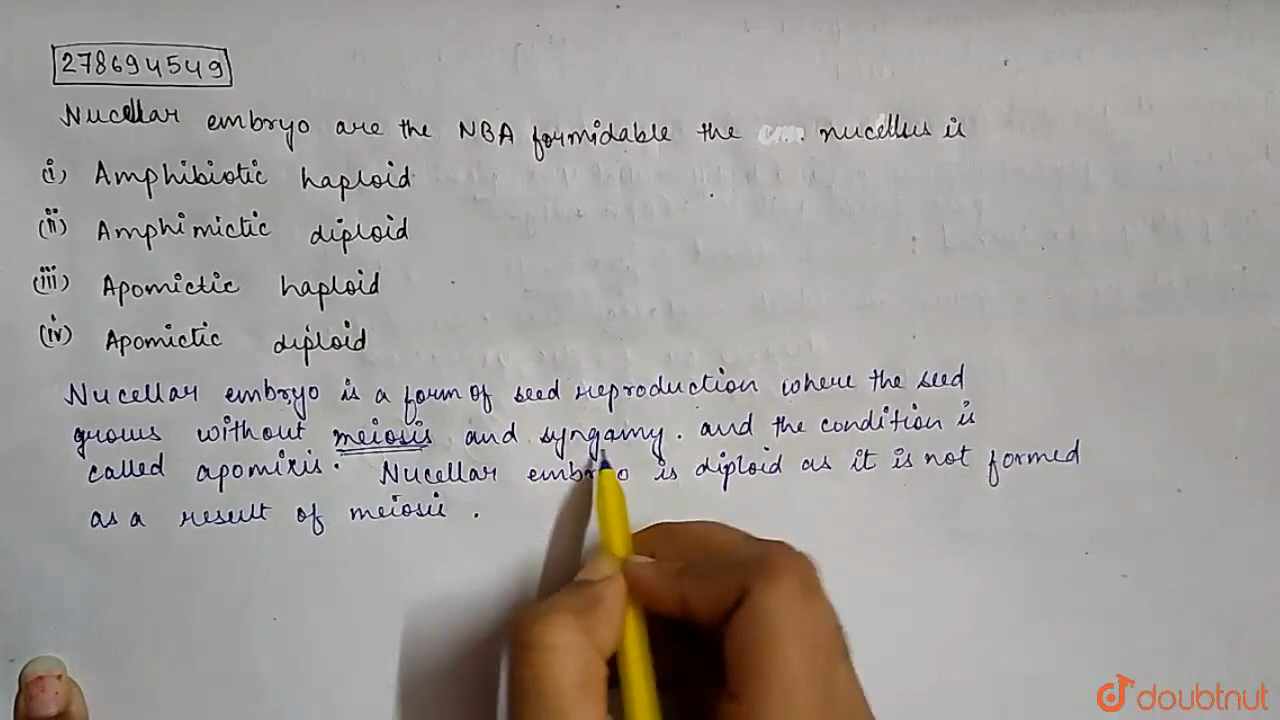 278694549
Nucellar embryo are the NBA formidable the nucellus is
(i) Amphibiotic haploid
(ii) Amphimictic diploid
(iii) Apomictic haploid
(iv) Apomictic diploid
Nucellar embryo is a form of seed reproduction where the seed
grows without meiosis and syngamy. and the condition is
called apomixis. Nucellar embryo is diploid as it is not formed
as a result of meiosis.
doubtnut